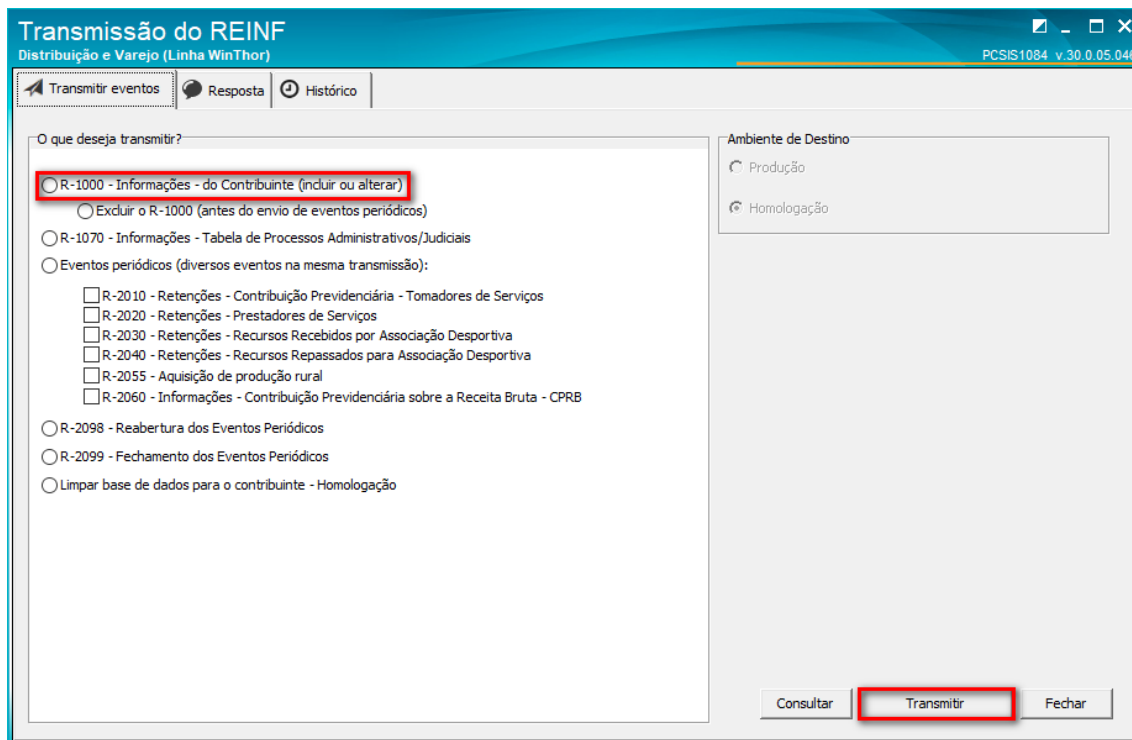 Transmissão do REINF
Distribuição e Varejo (Linha WinThor)
PCSIS1084 v.30.0.05.046
Transmitir eventos
Resposta
Histórico
O que deseja transmitir?
R-1000 - Informações - do Contribuinte (incluir ou alterar)
Excluir o R-1000 (antes do envio de eventos periódicos)
R-1070 - Informações - Tabela de Processos Administrativos/Judiciais
Eventos periódicos (diversos eventos na mesma transmissão):
R-2010 - Retenções - Contribuição Previdenciária - Tomadores de Serviços
R-2020 - Retenções - Prestadores de Serviços
R-2030 - Retenções - Recursos Recebidos por Associação Desportiva
R-2040 - Retenções - Recursos Repassados para Associação Desportiva
R-2055 - Aquisição de produção rural
R-2060 - Informações - Contribuição Previdenciária sobre a Receita Bruta - CPRB
R-2098 - Reabertura dos Eventos Periódicos
R-2099 - Fechamento dos Eventos Periódicos
Limpar base de dados para o contribuinte - Homologação
Ambiente de Destino
Produção
Homologação
Consultar
Transmitir
Fechar